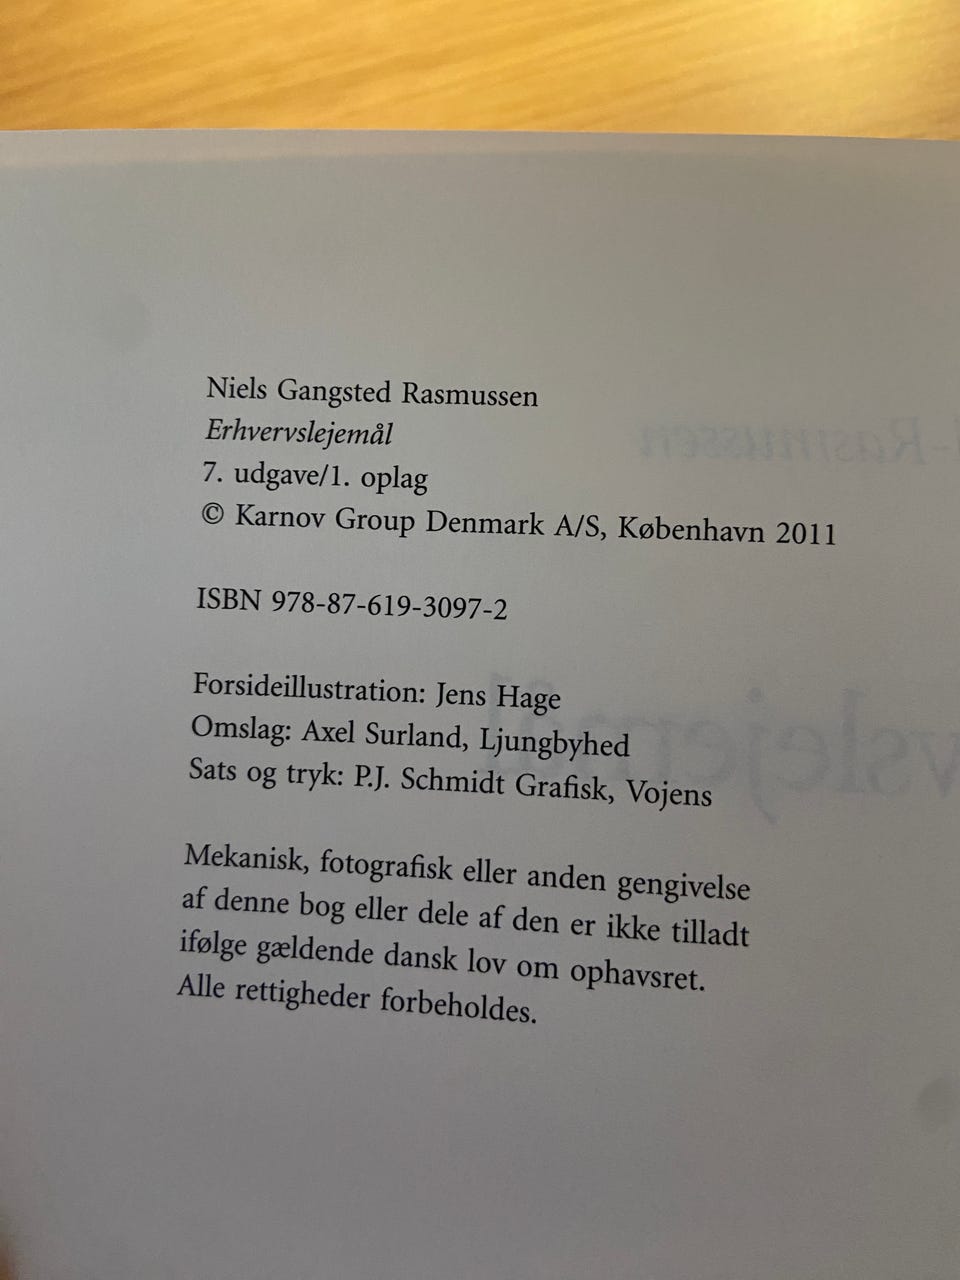 Niels Gangsted Rasmussen
Erhvervslejemål
7. udgave/1. oplag
© Karnov Group Denmark A/S, København 2011
ISBN 978-87-619-3097-2
Forsideillustration: Jens Hage
Omslag: Axel Surland, Ljungbyhed
Sats og tryk: P.J. Schmidt Grafisk, Vojens
Mekanisk, fotografisk eller anden gengivelse
af denne bog eller dele af den er ikke tilladt
ifølge gældende dansk lov om ophavsret.
Alle rettigheder forbeholdes.